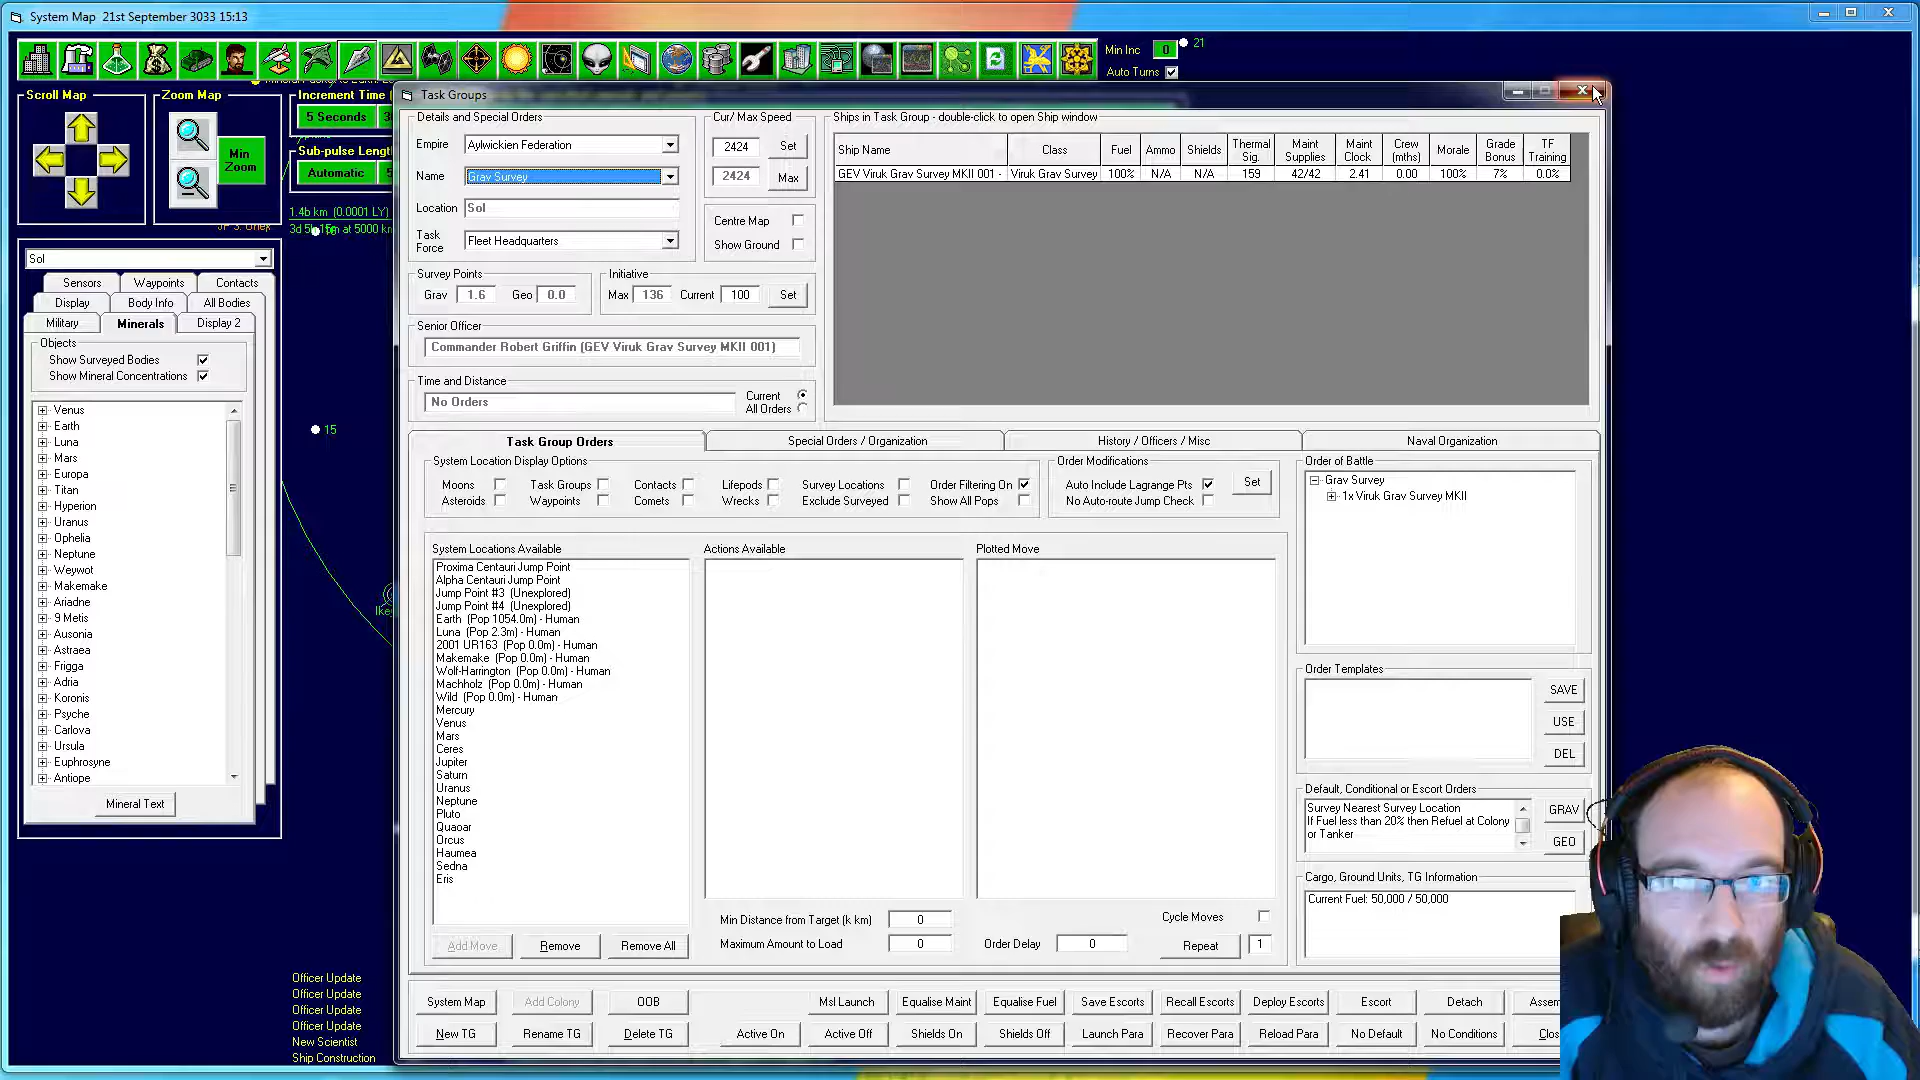 System Map 21st September 3033 15:13
Min Inc 0
21
Auto Turns
Scroll Map
Zoom Map
Min Zoom
Increment Time
5 Seconds
Sub-pulse Lengt
Automatic
1.4b km (0.0001 LY)
15
Sol
Sensors Waypoints Contacts
Display Body Info All Bodies
Military Minerals Display 2
Objects
Show Surveyed Bodies
Show Mineral Concentrations
Venus
Earth
Luna
Mars
Europa
Titan
Hyperion
Uranus
Ophelia
Neptune
Weywot
Makemake
Ariadne
9 Metis
Ausonia
Astraea
Frigga
Adria
Koronis
Psyche
Carlova
Ursula
Euphrosyne
Antiope
Mineral Text
Officer Update
Officer Update
Officer Update
Officer Update
New Scientist
Ship Construction
Task Groups
Details and Special Orders
Empire Aylwickien Federation
Name Grav Survey
Location Sol
Task Force Fleet Headquarters
Cur/ Max Speed
2424 Set
2424 Max
Centre Map
Show Ground
Survey Points
Grav 1.6 Geo 0.0
Initiative
Max 136 Current 100 Set
Senior Officer
Commander Robert Griffin (GEV Viruk Grav Survey MKII 001)
Time and Distance
No Orders
Current
All Orders
Ships in Task Group - double-click to open Ship window
Ship Name Class Fuel Ammo Shields Thermal Sig. Maint Supplies Maint Clock Crew (mths) Morale Grade Bonus TF Training
GEV Viruk Grav Survey MKII 001 - Viruk Grav Survey 100% N/A N/A 159 42/42 2.41 0.00 100% 7% 0.0%
Task Group Orders Special Orders / Organization History / Officers / Misc Naval Organization
System Location Display Options
Moons Task Groups Contacts Lifepods Survey Locations Order Filtering On
Asteroids Waypoints Comets Wrecks Exclude Surveyed Show All Pops
Order Modifications
Auto Include Lagrange Pts
No Auto-route Jump Check
Set
System Locations Available
Proxima Centauri Jump Point
Alpha Centauri Jump Point
Jump Point #3 (Unexplored)
Jump Point #4 (Unexplored)
Earth (Pop 1054.0m) - Human
Luna (Pop 2.3m) - Human
2001 UR163 (Pop 0.0m) - Human
Makemake (Pop 0.0m) - Human
Wolf-Harrington (Pop 0.0m) - Human
Machholz (Pop 0.0m) - Human
Wild (Pop 0.0m) - Human
Mercury
Venus
Mars
Ceres
Jupiter
Saturn
Uranus
Neptune
Pluto
Quaoar
Orcus
Haumea
Sedna
Eris
Add Move Remove Remove All
Actions Available
Plotted Move
Min Distance from Target (k km) 0
Maximum Amount to Load 0
Order Delay 0
Cycle Moves
Repeat 1
Order of Battle
Grav Survey
1x Viruk Grav Survey MKII
Order Templates
SAVE
USE
DEL
Default, Conditional or Escort Orders
Survey Nearest Survey Location
If Fuel less than 20% then Refuel at Colony
or Tanker
GRAV
GEO
Cargo, Ground Units, TG Information
Current Fuel: 50,000 / 50,000
System Map Add Colony OOB Msl Launch Equalise Maint Equalise Fuel Save Escorts Recall Escorts Deploy Escorts Escort Detach Assem
New TG Rename TG Delete TG Active On Active Off Shields On Shields Off Launch Para Recover Para Reload Para No Default No Conditions Clo